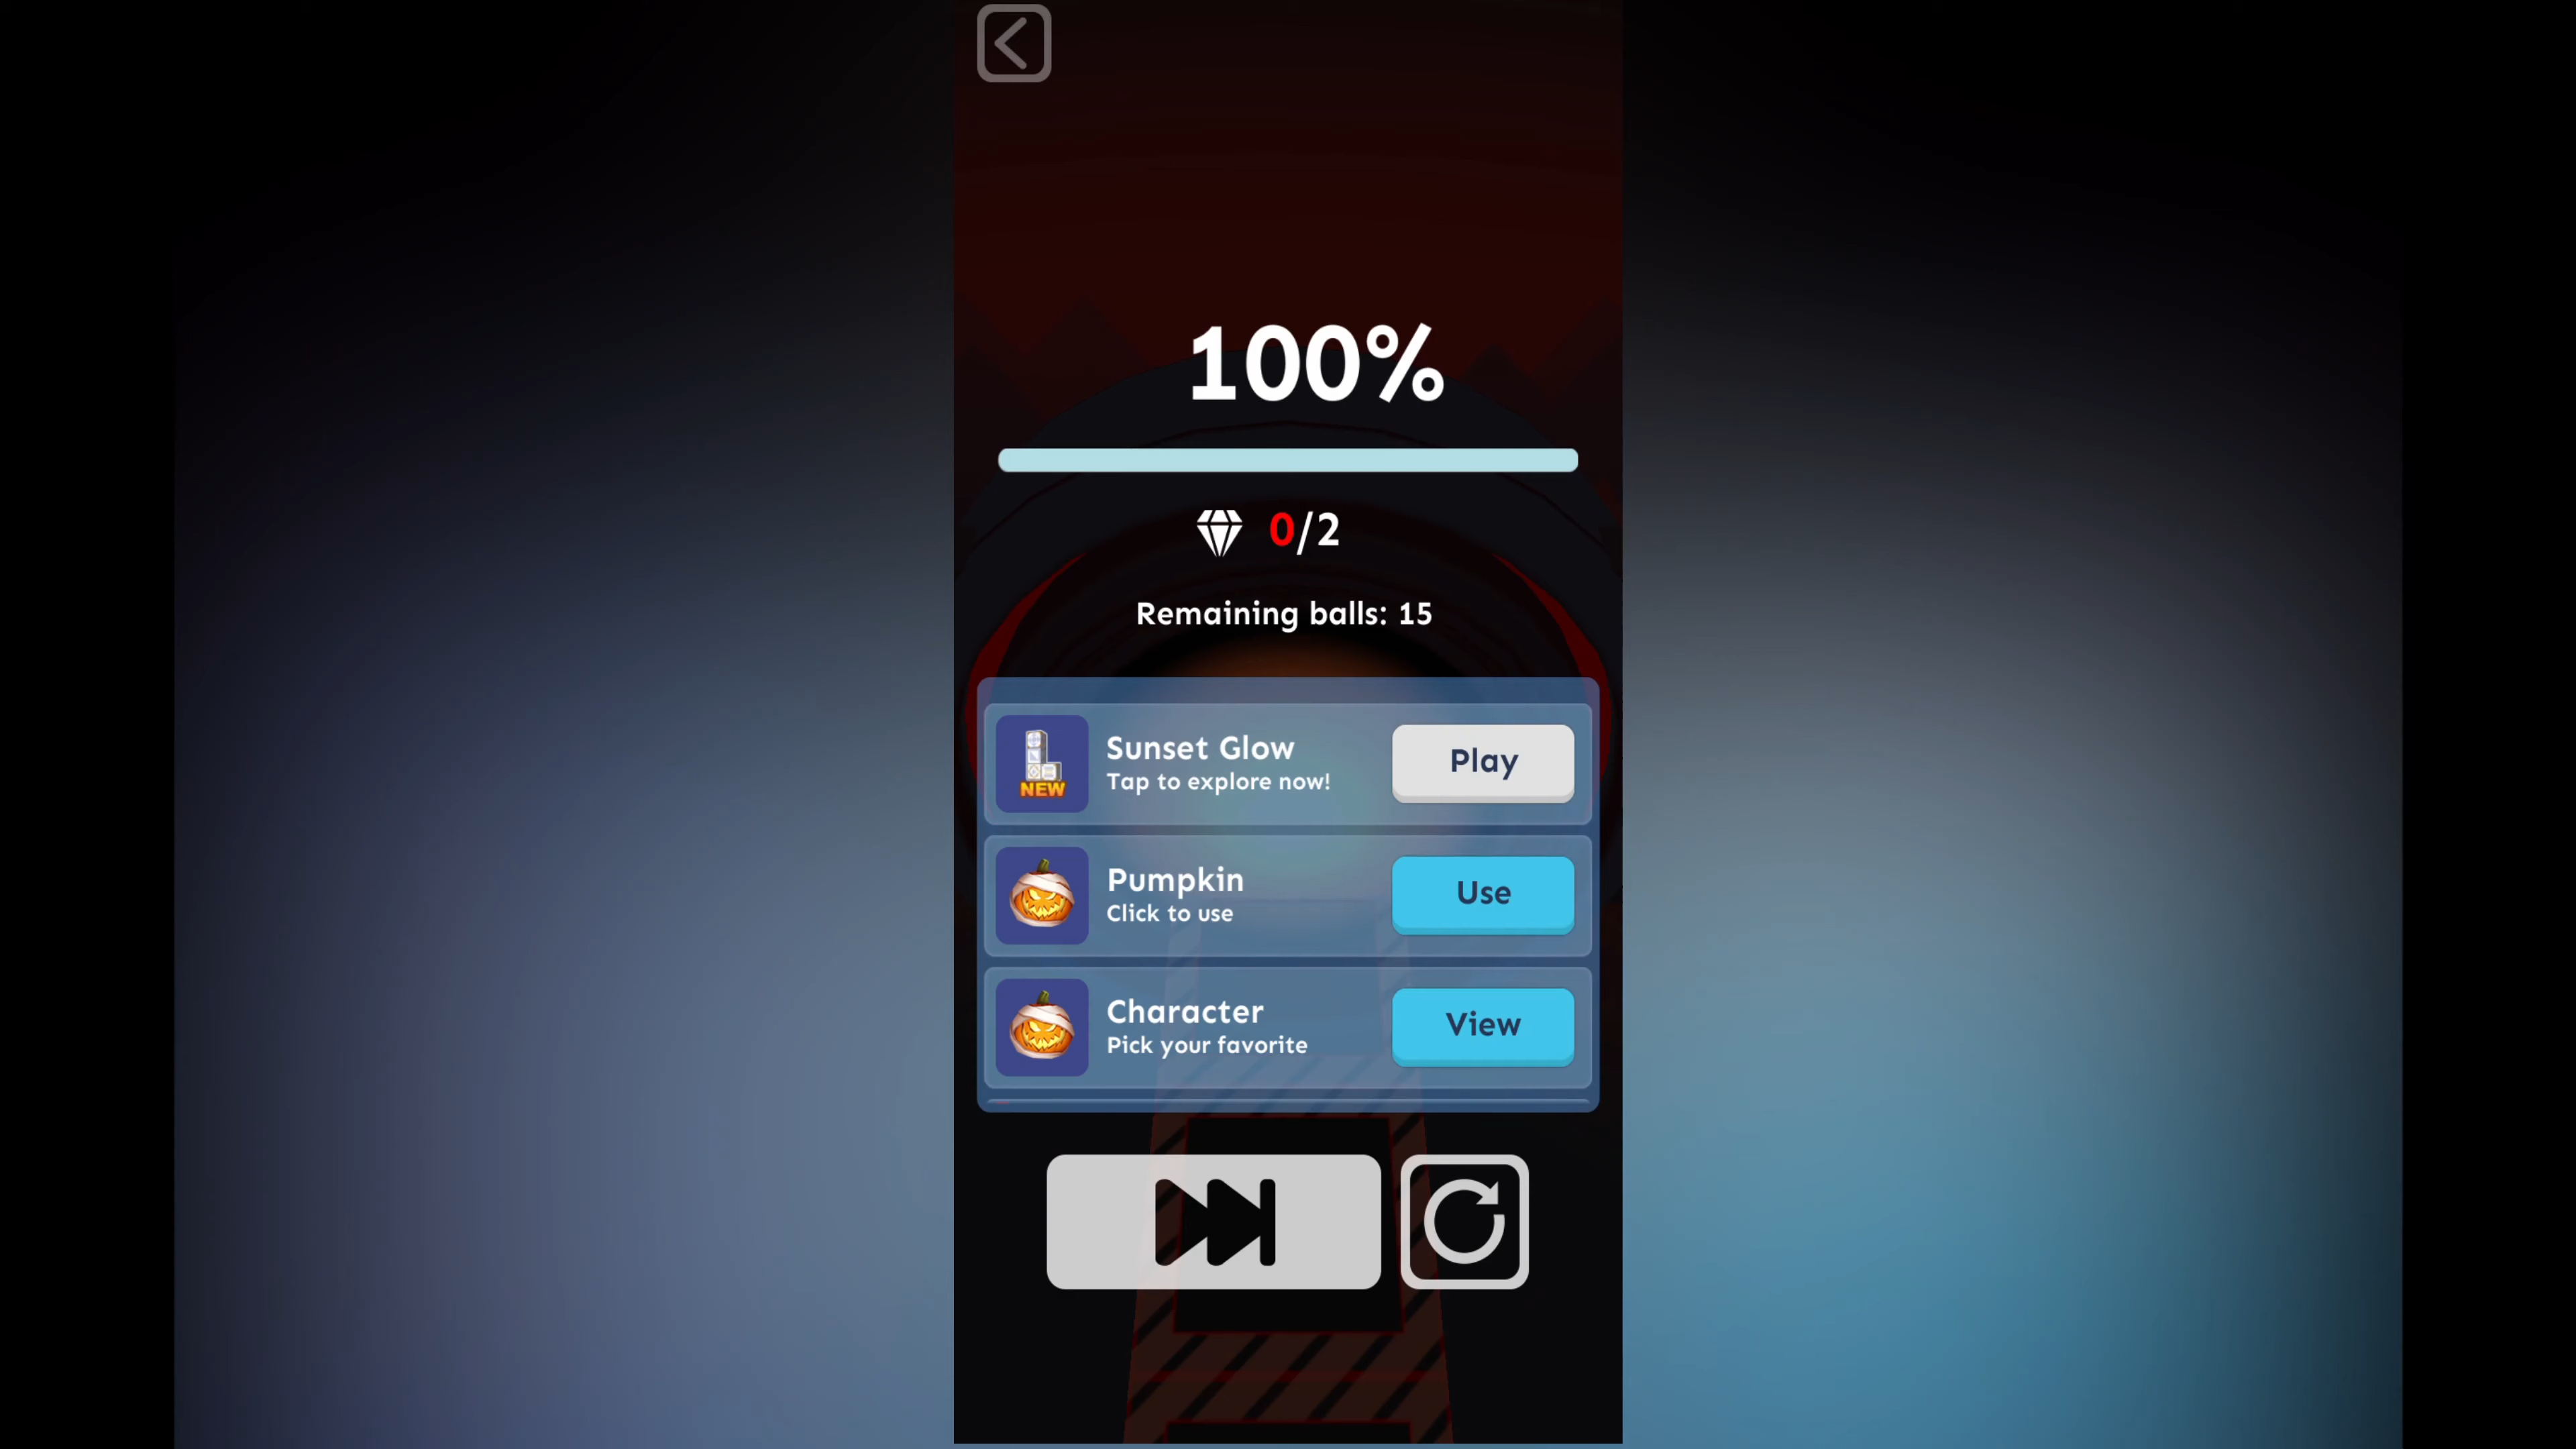 100%
0/2
Remaining balls: 15
Sunset Glow
Tap to explore now!
Play
NEW
Pumpkin
Click to use
Use
Character
Pick your favorite
View